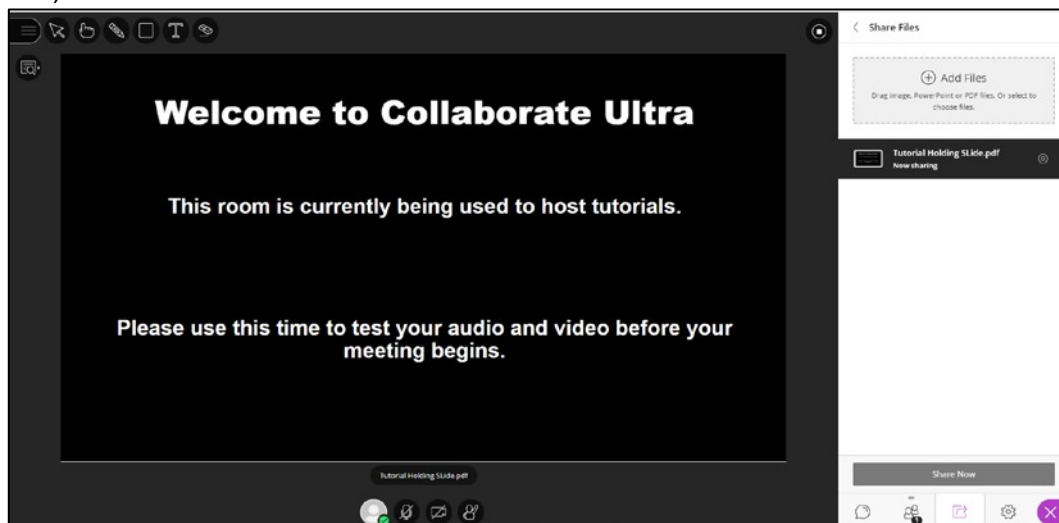 Share Files
Welcome to Collaborate Ultra
This room is currently being used to host tutorials.
Please use this time to test your audio and video before your
meeting begins.
Tutorial Holding SLide.pdf
Add Files
Drag image, PowerPoint or PDF files. Or select to
choose files.
Tutorial Holding SLide.pdf
Now sharing
Share Now